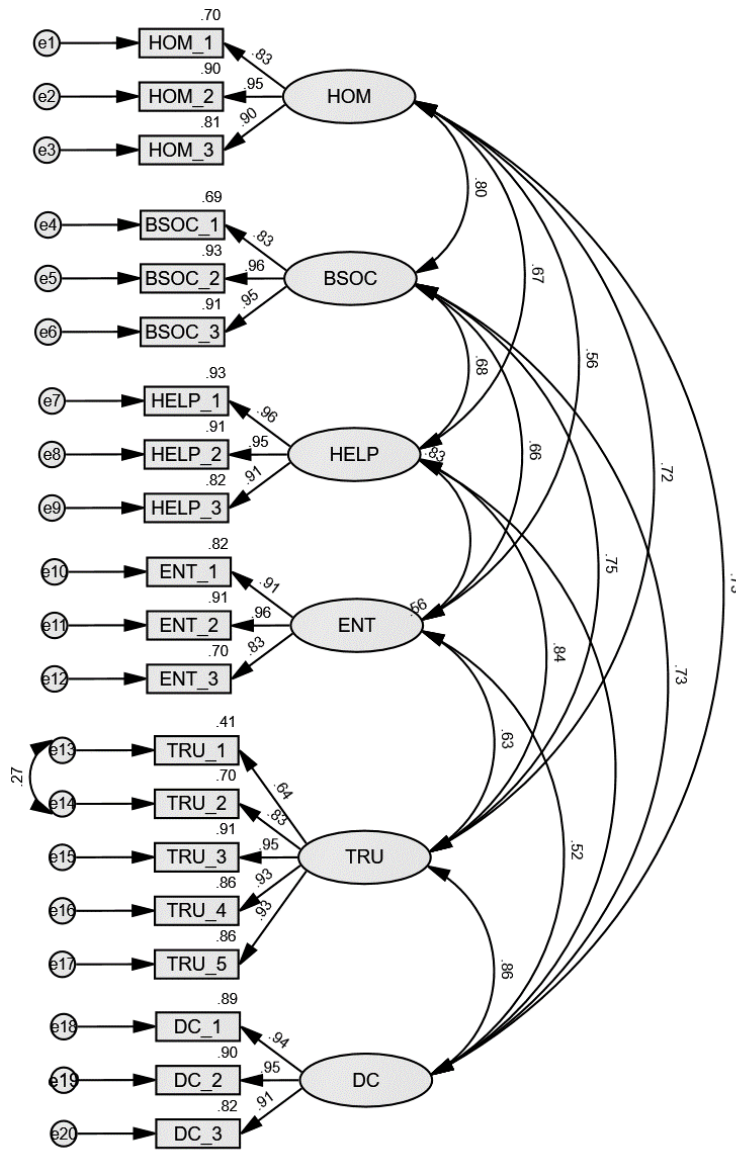 .70
e1 HOM_1 .83
.90
e2 HOM_2 .95 HOM
.81
e3 HOM_3 .90
.80
.69
e4 BSOC_1 .83
.93
e5 BSOC_2 .96 BSOC
.91
e6 BSOC_3 .95
.67
.56
.68
.93
e7 HELP_1 .96
.91
e8 HELP_2 .95 HELP .83
.82
e9 HELP_3 .91
.66
.72
.82
e10 ENT_1 .91
.75
.91
e11 ENT_2 .96 ENT .56
.70
e12 ENT_3 .83
.84
.73
.41
e13 TRU_1 .64
.63
.27
.70
e14 TRU_2 .83
.91
e15 TRU_3 .95 TRU
.52
.86
e16 TRU_4 .93
.86
e17 TRU_5 .93
.86
.89
e18 DC_1 .94
.90
e19 DC_2 .95 DC
.82
e20 DC_3 .91